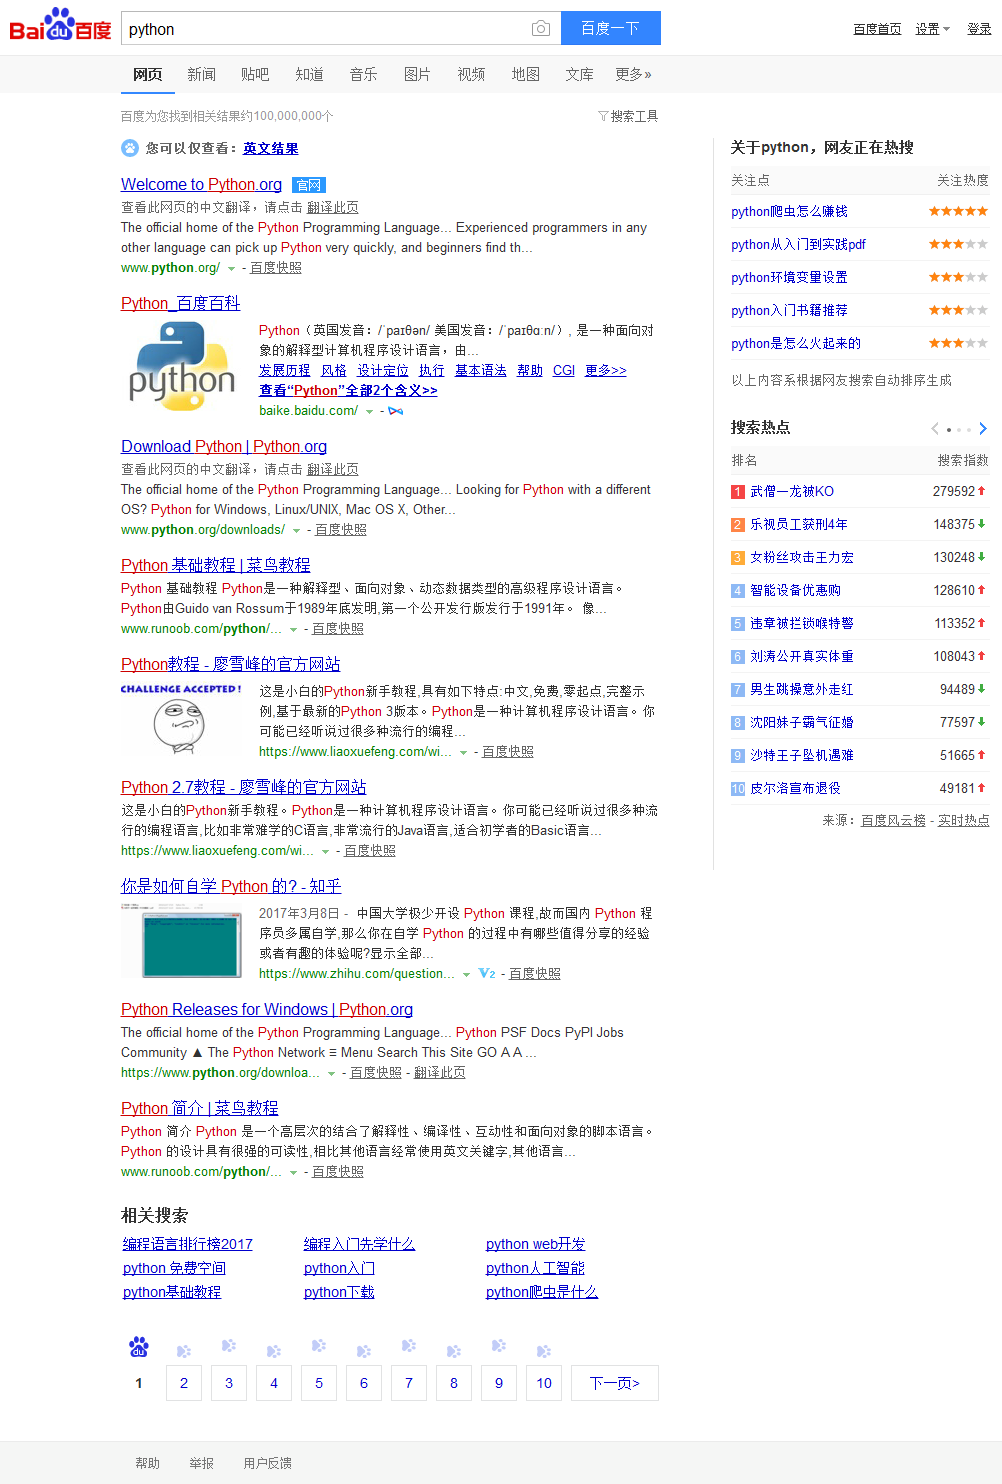 Bai du 百度
python
百度一下
百度首页 设置 登录
网页 新闻 贴吧 知道 音乐 图片 视频 地图 文库 更多»
百度为您找到相关结果约100,000,000个
搜索工具
您可以仅查看：英文结果
Welcome to Python.org 官网
查看此网页的中文翻译，请点击 翻译此页
The official home of the Python Programming Language... Experienced programmers in any
other language can pick up Python very quickly, and beginners find th...
www.python.org/ - 百度快照
Python_百度百科
python
Python（英国发音：/ˈpaɪθən/ 美国发音：/ˈpaɪθɑːn/）, 是一种面向对
象的解释型计算机程序设计语言，由...
发展历程 风格 设计定位 执行 基本语法 帮助 CGI 更多>>
查看“Python”全部2个含义>>
baike.baidu.com/ -
Download Python | Python.org
查看此网页的中文翻译，请点击 翻译此页
The official home of the Python Programming Language... Looking for Python with a different
OS? Python for Windows, Linux/UNIX, Mac OS X, Other...
www.python.org/downloads/ - 百度快照
Python 基础教程 | 菜鸟教程
Python 基础教程 Python是一种解释型、面向对象、动态数据类型的高级程序设计语言。
Python由Guido van Rossum于1989年底发明,第一个公开发行版发行于1991年。 像...
www.runoob.com/python/... - 百度快照
Python教程 - 廖雪峰的官方网站
CHALLENGE ACCEPTED!
这是小白的Python新手教程,具有如下特点:中文,免费,零起点,完整示
例,基于最新的Python 3版本。Python是一种计算机程序设计语言。你
可能已经听说过很多种流行的编程...
https://www.liaoxuefeng.com/wi... - 百度快照
Python 2.7教程 - 廖雪峰的官方网站
这是小白的Python新手教程。Python是一种计算机程序设计语言。你可能已经听说过很多种流
行的编程语言,比如非常难学的C语言,非常流行的Java语言,适合初学者的Basic语言...
https://www.liaoxuefeng.com/wi... - 百度快照
你是如何自学 Python 的? - 知乎
2017年3月8日 - 中国大学极少开设 Python 课程,故而国内 Python 程
序员多属自学,那么你在自学 Python 的过程中有哪些值得分享的经验
或者有趣的体验呢?显示全部...
https://www.zhihu.com/question... V2 - 百度快照
Python Releases for Windows | Python.org
The official home of the Python Programming Language... Python PSF Docs PyPI Jobs
Community ▲ The Python Network ≡ Menu Search This Site GO A A ...
https://www.python.org/downloa... - 百度快照 - 翻译此页
Python 简介 | 菜鸟教程
Python 简介 Python 是一个高层次的结合了解释性、编译性、互动性和面向对象的脚本语言。
Python 的设计具有很强的可读性,相比其他语言经常使用英文关键字,其他语言...
www.runoob.com/python/... - 百度快照
关于python，网友正在热搜
关注点 关注热度
python爬虫怎么赚钱
python从入门到实践pdf
python环境变量设置
python入门书籍推荐
python是怎么火起来的
以上内容系根据网友搜索自动排序生成
搜索热点
排名 搜索指数
1 武僧一龙被KO 279592
2 乐视员工获刑4年 148375
3 女粉丝攻击王力宏 130248
4 智能设备优惠购 128610
5 违章被拦锁喉特警 113352
6 刘涛公开真实体重 108043
7 男生跳操意外走红 94489
8 沈阳妹子霸气征婚 77597
9 沙特王子坠机遇难 51665
10 皮尔洛宣布退役 49181
来源：百度风云榜 - 实时热点
相关搜索
编程语言排行榜2017 编程入门先学什么 python web开发
python 免费空间 python入门 python人工智能
python基础教程 python下载 python爬虫是什么
du
1 2 3 4 5 6 7 8 9 10 下一页>
帮助 举报 用户反馈